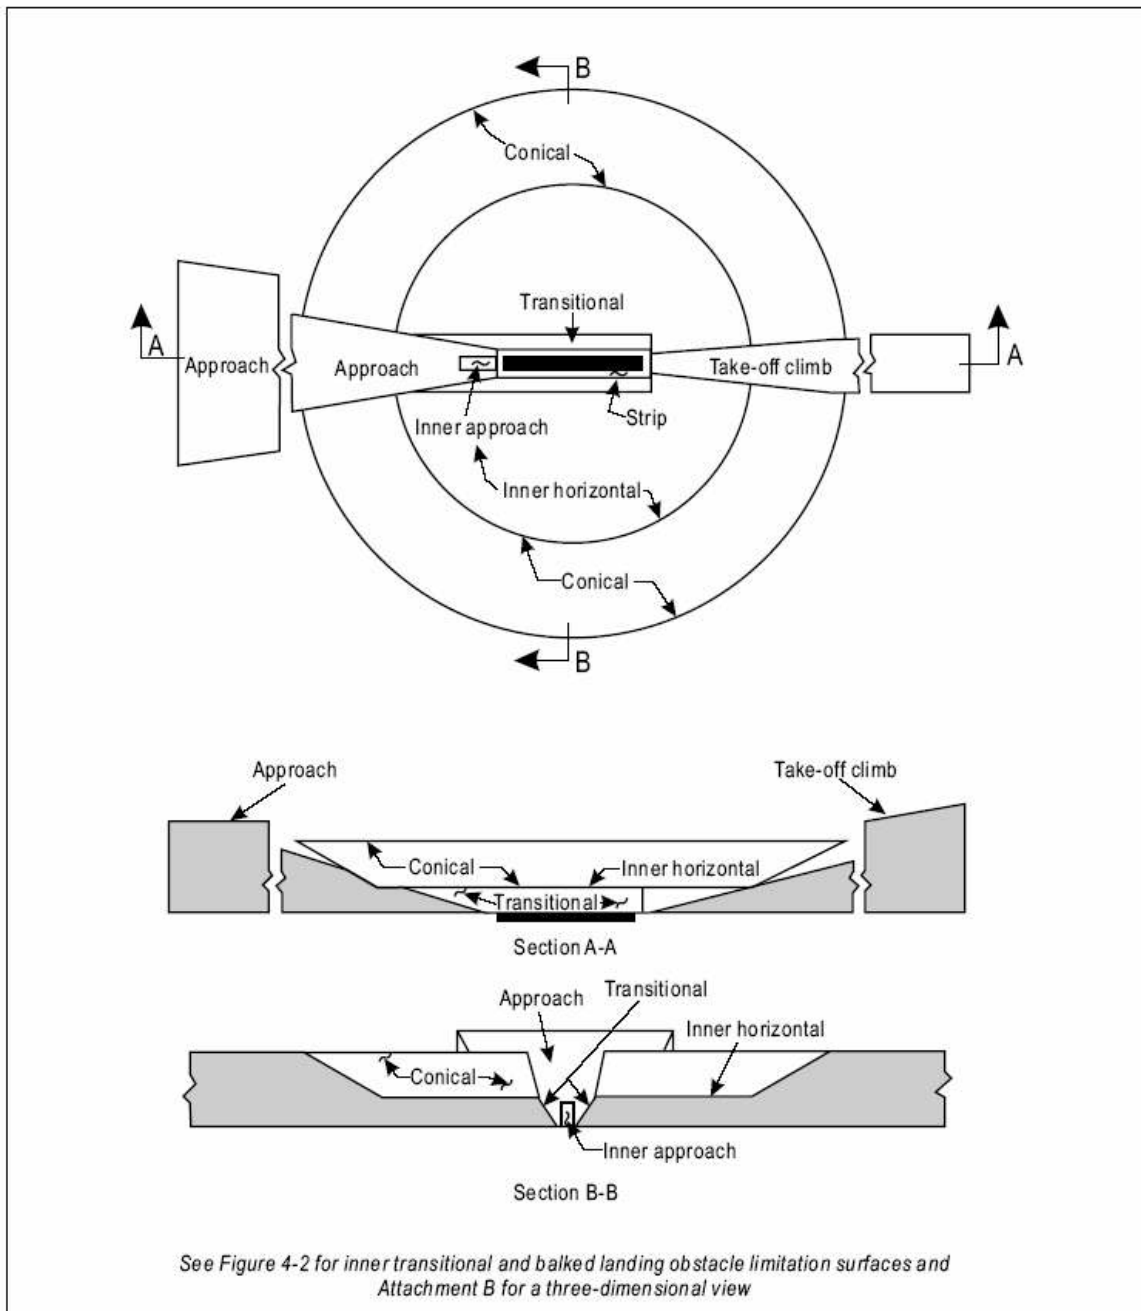 B
Conical
Transitional
A
Approach
Approach
Take-off climb
A
Inner approach
Strip
Inner horizontal
Conical
B
Approach
Take-off climb
Conical
Inner horizontal
Transitional
Section A-A
Approach
Transitional
Inner horizontal
Conical
Inner approach
Section B-B
See Figure 4-2 for inner transitional and balked landing obstacle limitation surfaces and
Attachment B for a three-dimensional view